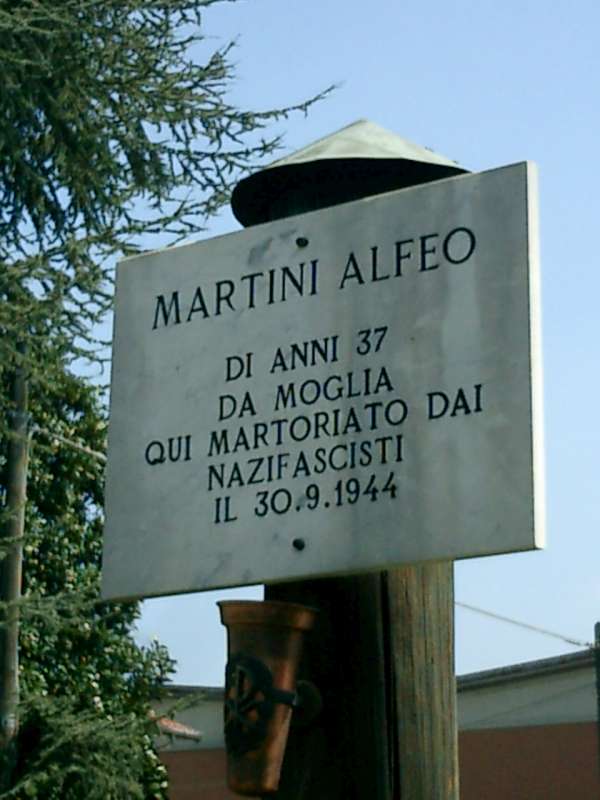 MARTINI ALFEO
DI ANNI 37
DA MOGLIA
QUI MARTORIATO DAI
NAZIFASCISTI
IL 30.9.1944